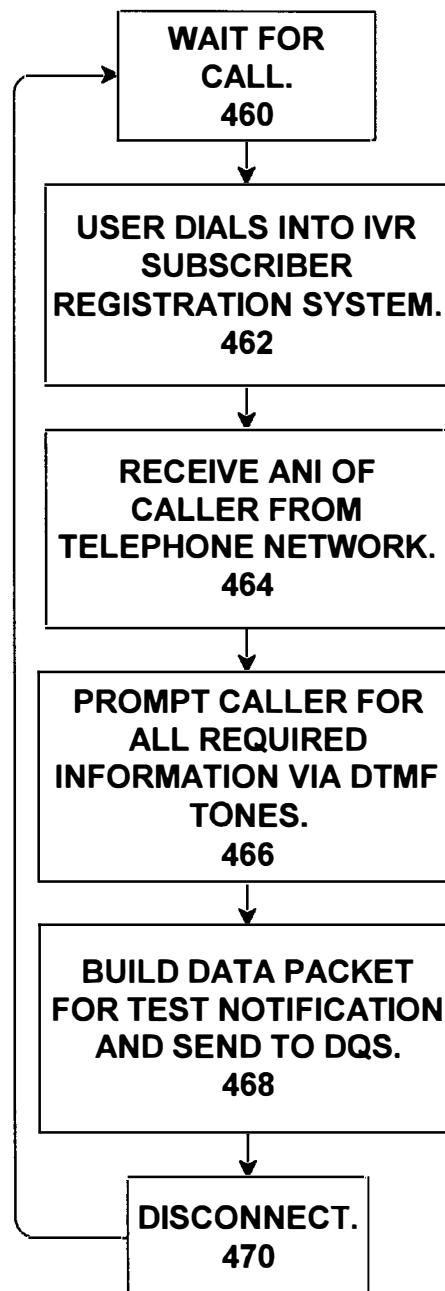 WAIT FOR
CALL.
460
USER DIALS INTO IVR
SUBSCRIBER
REGISTRATION SYSTEM.
462
RECEIVE ANI OF
CALLER FROM
TELEPHONE NETWORK.
464
PROMPT CALLER FOR
ALL REQUIRED
INFORMATION VIA DTMF
TONES.
466
BUILD DATA PACKET
FOR TEST NOTIFICATION
AND SEND TO DQS.
468
DISCONNECT.
470